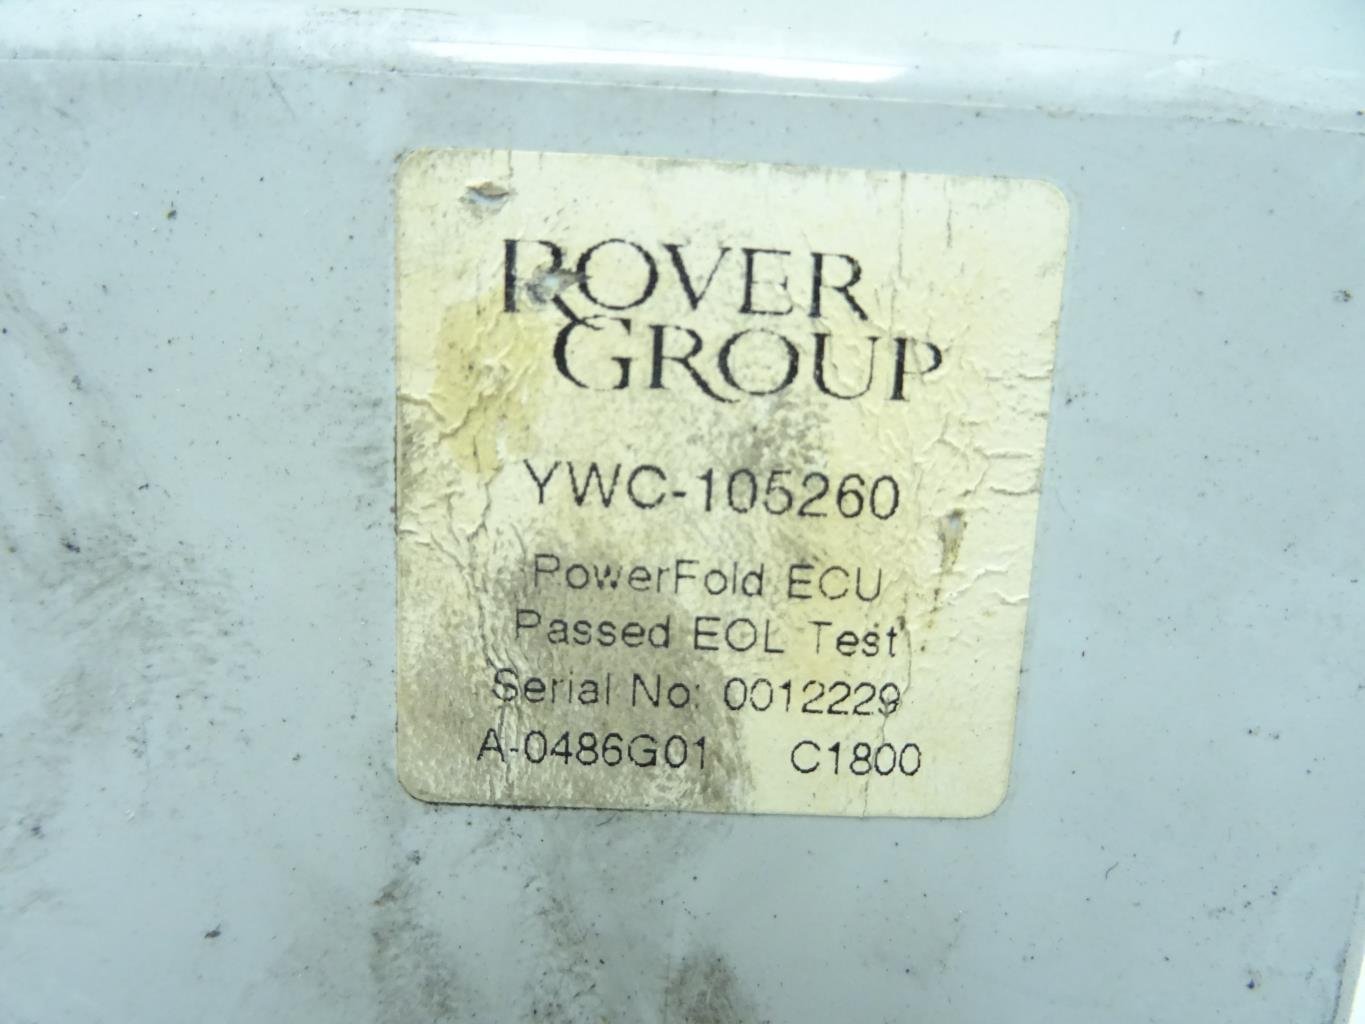 ROVER
GROUP
YWC-105260
PowerFold ECU
Passed EOL Test
Serial No: 0012229
A-0486G01 C1800